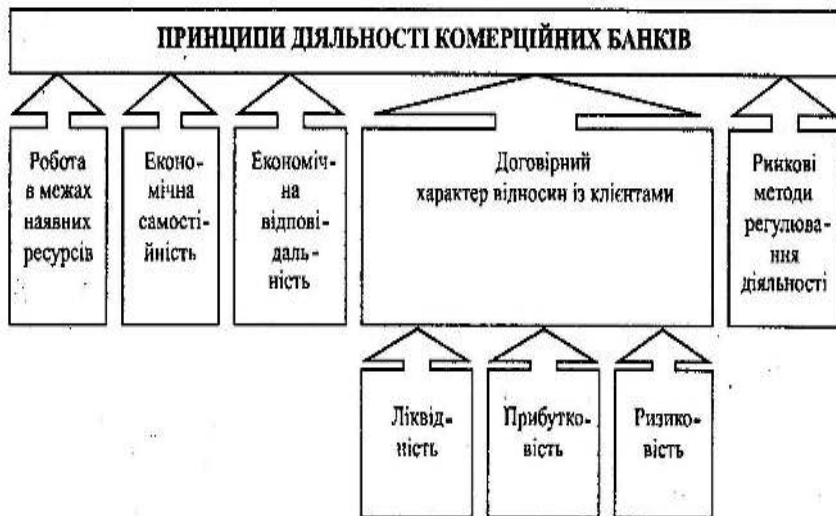 ПРИНЦИПИ ДІЯЛЬНОСТІ КОМЕРЦІЙНИХ БАНКІВ
Робота
в межах
наявних
ресурсів
Еконо-
мічна
самості-
йність
Економіч-
на
відпові-
даль-
ність
Договірний
характер відносин із клієнтами
Ринкові
методи
регулюва-
ння
діяльності
Ліквід-
ність
Прибутко-
вість
Ризико-
вість